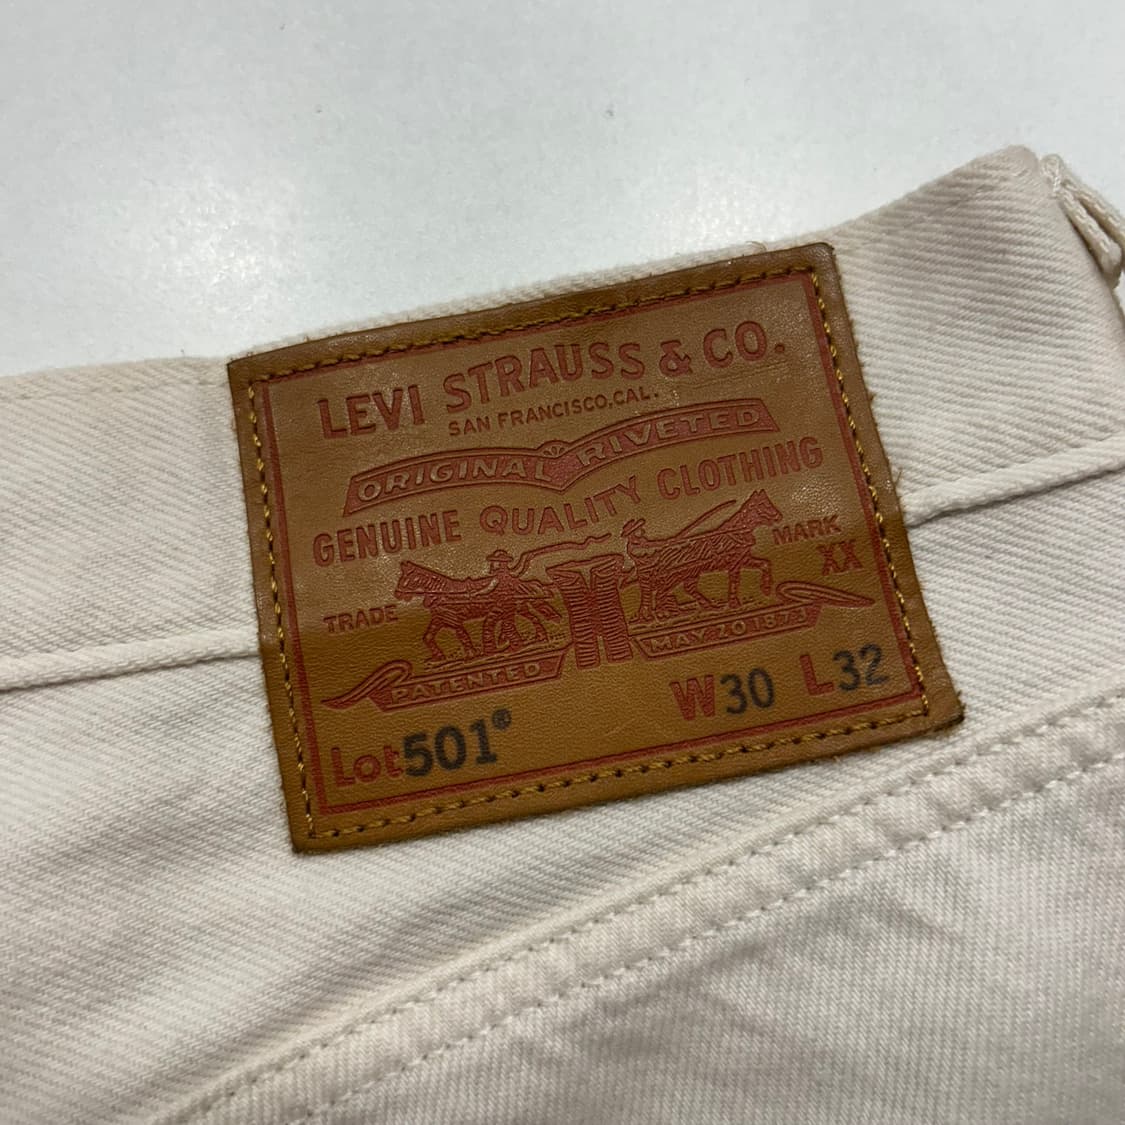 LEVI STRAUSS & CO.
SAN FRANCISCO, CAL.
ORIGINAL RIVETED
GENUINE QUALITY CLOTHING
TRADE MARK
XX
PATENTED MAY 20 1873
Lot 501® W30 L32